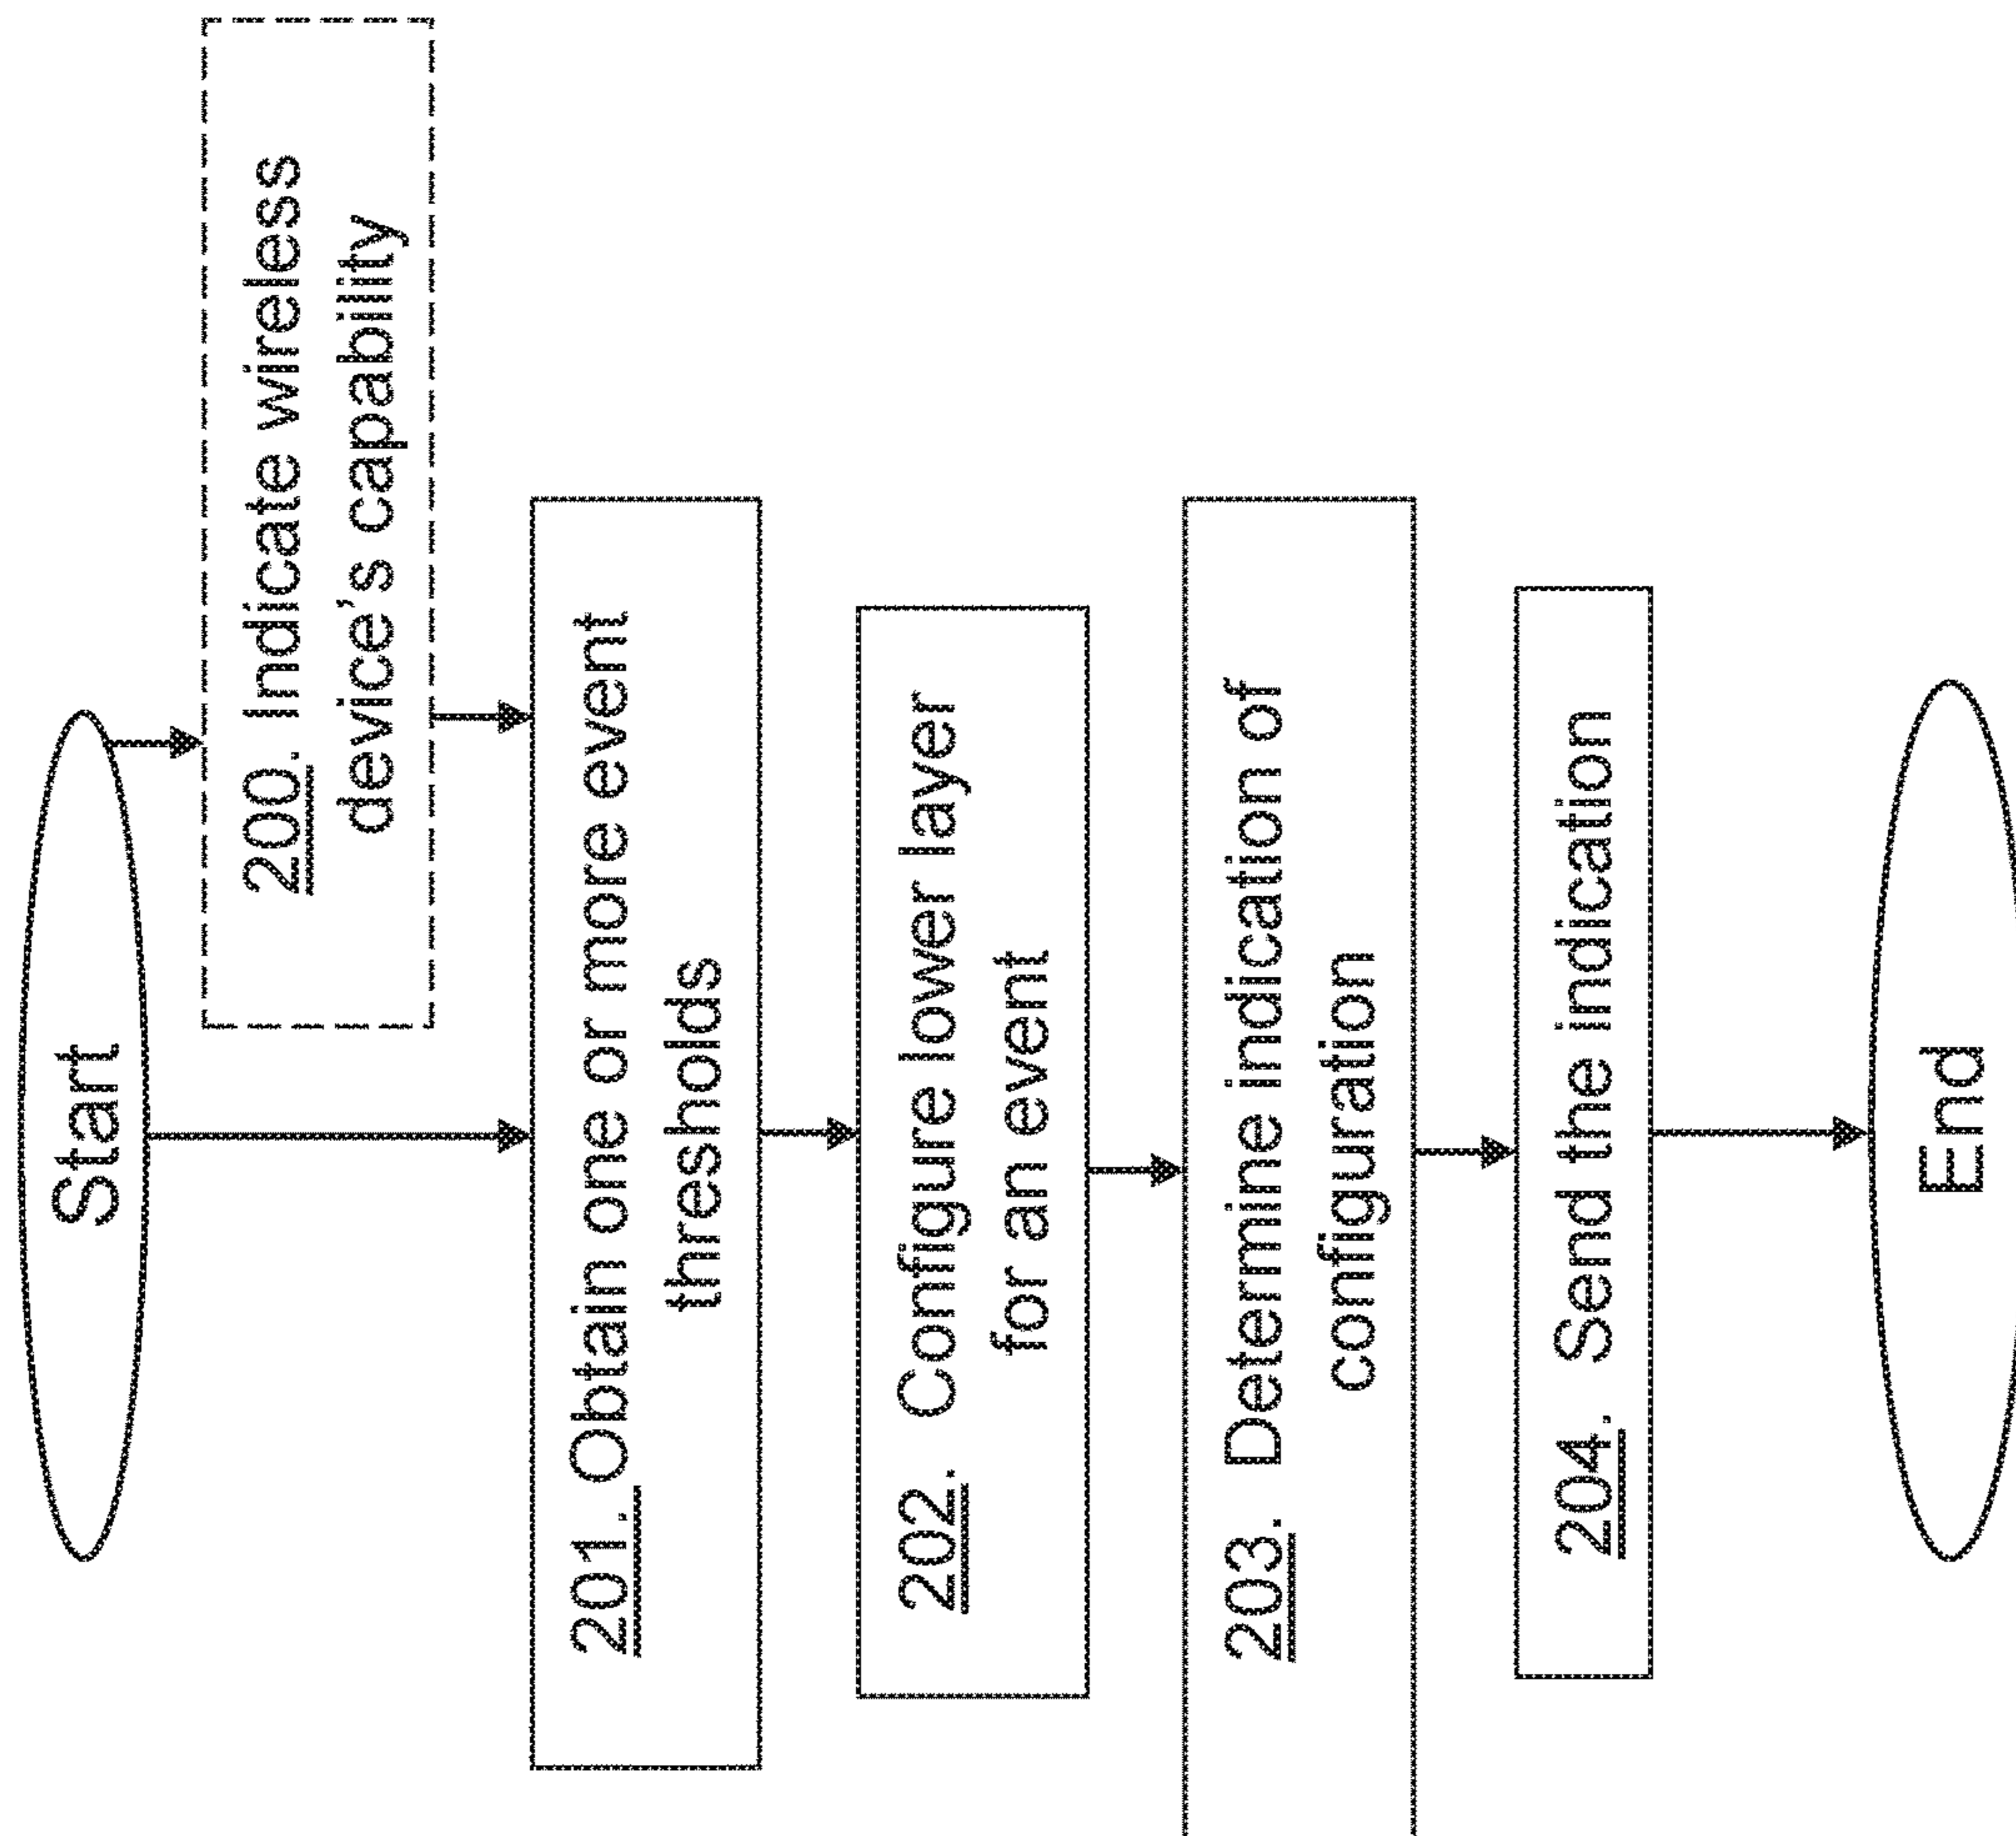 Start
200. Indicate wireless
device's capability
201. Obtain one or more event
thresholds
202. Configure lower layer
for an event
203. Determine indication of
configuration
204. Send the indication
End